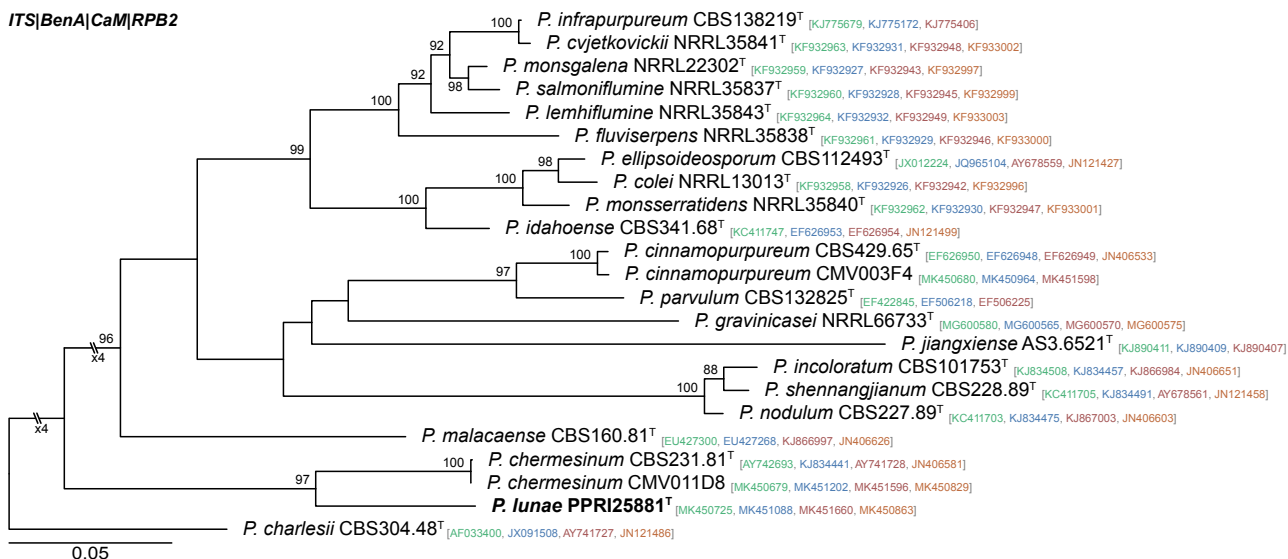 ITS|BenA|CaM|RPB2
P. infrapurpureum CBS138219ᵀ [KJ775679, KJ775172, KJ775406]
100
P. cvjetkovickii NRRL35841ᵀ [KF932963, KF932931, KF932948, KF933002]
92
P. monsgalena NRRL22302ᵀ [KF932959, KF932927, KF932943, KF932997]
92
98
P. salmoniflumine NRRL35837ᵀ [KF932960, KF932928, KF932945, KF932999]
100
P. lemhiflumine NRRL35843ᵀ [KF932964, KF932932, KF932949, KF933003]
P. fluviserpens NRRL35838ᵀ [KF932961, KF932929, KF932946, KF933000]
99
P. ellipsoideosporum CBS112493ᵀ [JX012224, JQ965104, AY678559, JN121427]
98
P. colei NRRL13013ᵀ [KF932958, KF932926, KF932942, KF932996]
100
P. monsserratidens NRRL35840ᵀ [KF932962, KF932930, KF932947, KF933001]
100
P. idahoense CBS341.68ᵀ [KC411747, EF626953, EF626954, JN121499]
P. cinnamopurpureum CBS429.65ᵀ [EF626950, EF626948, EF626949, JN406533]
100
P. cinnamopurpureum CMV003F4 [MK450680, MK450964, MK451598]
97
P. parvulum CBS132825ᵀ [EF422845, EF506218, EF506225]
P. gravinicasei NRRL66733ᵀ [MG600580, MG600565, MG600570, MG600575]
96
x4
P. jiangxiense AS3.6521ᵀ [KJ890411, KJ890409, KJ890407]
P. incoloratum CBS101753ᵀ [KJ834508, KJ834457, KJ866984, JN406651]
88
P. shennangjianum CBS228.89ᵀ [KC411705, KJ834491, AY678561, JN121458]
100
P. nodulum CBS227.89ᵀ [KC411703, KJ834475, KJ867003, JN406603]
x4
P. malacaense CBS160.81ᵀ [EU427300, EU427268, KJ866997, JN406626]
P. chermesinum CBS231.81ᵀ [AY742693, KJ834441, AY741728, JN406581]
100
P. chermesinum CMV011D8 [MK450679, MK451202, MK451596, MK450829]
97
P. lunae PPRI25881ᵀ [MK450725, MK451088, MK451660, MK450863]
P. charlesii CBS304.48ᵀ [AF033400, JX091508, AY741727, JN121486]
0.05